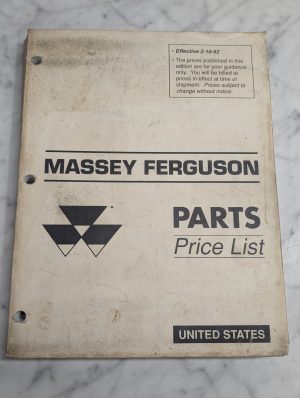 • Effective 2-10-92
• The prices published in this
edition are for your guidance
only. You will be billed at
prices in effect at time of
shipment. Prices subject to
change without notice.
MASSEY FERGUSON
PARTS
Price List
UNITED STATES